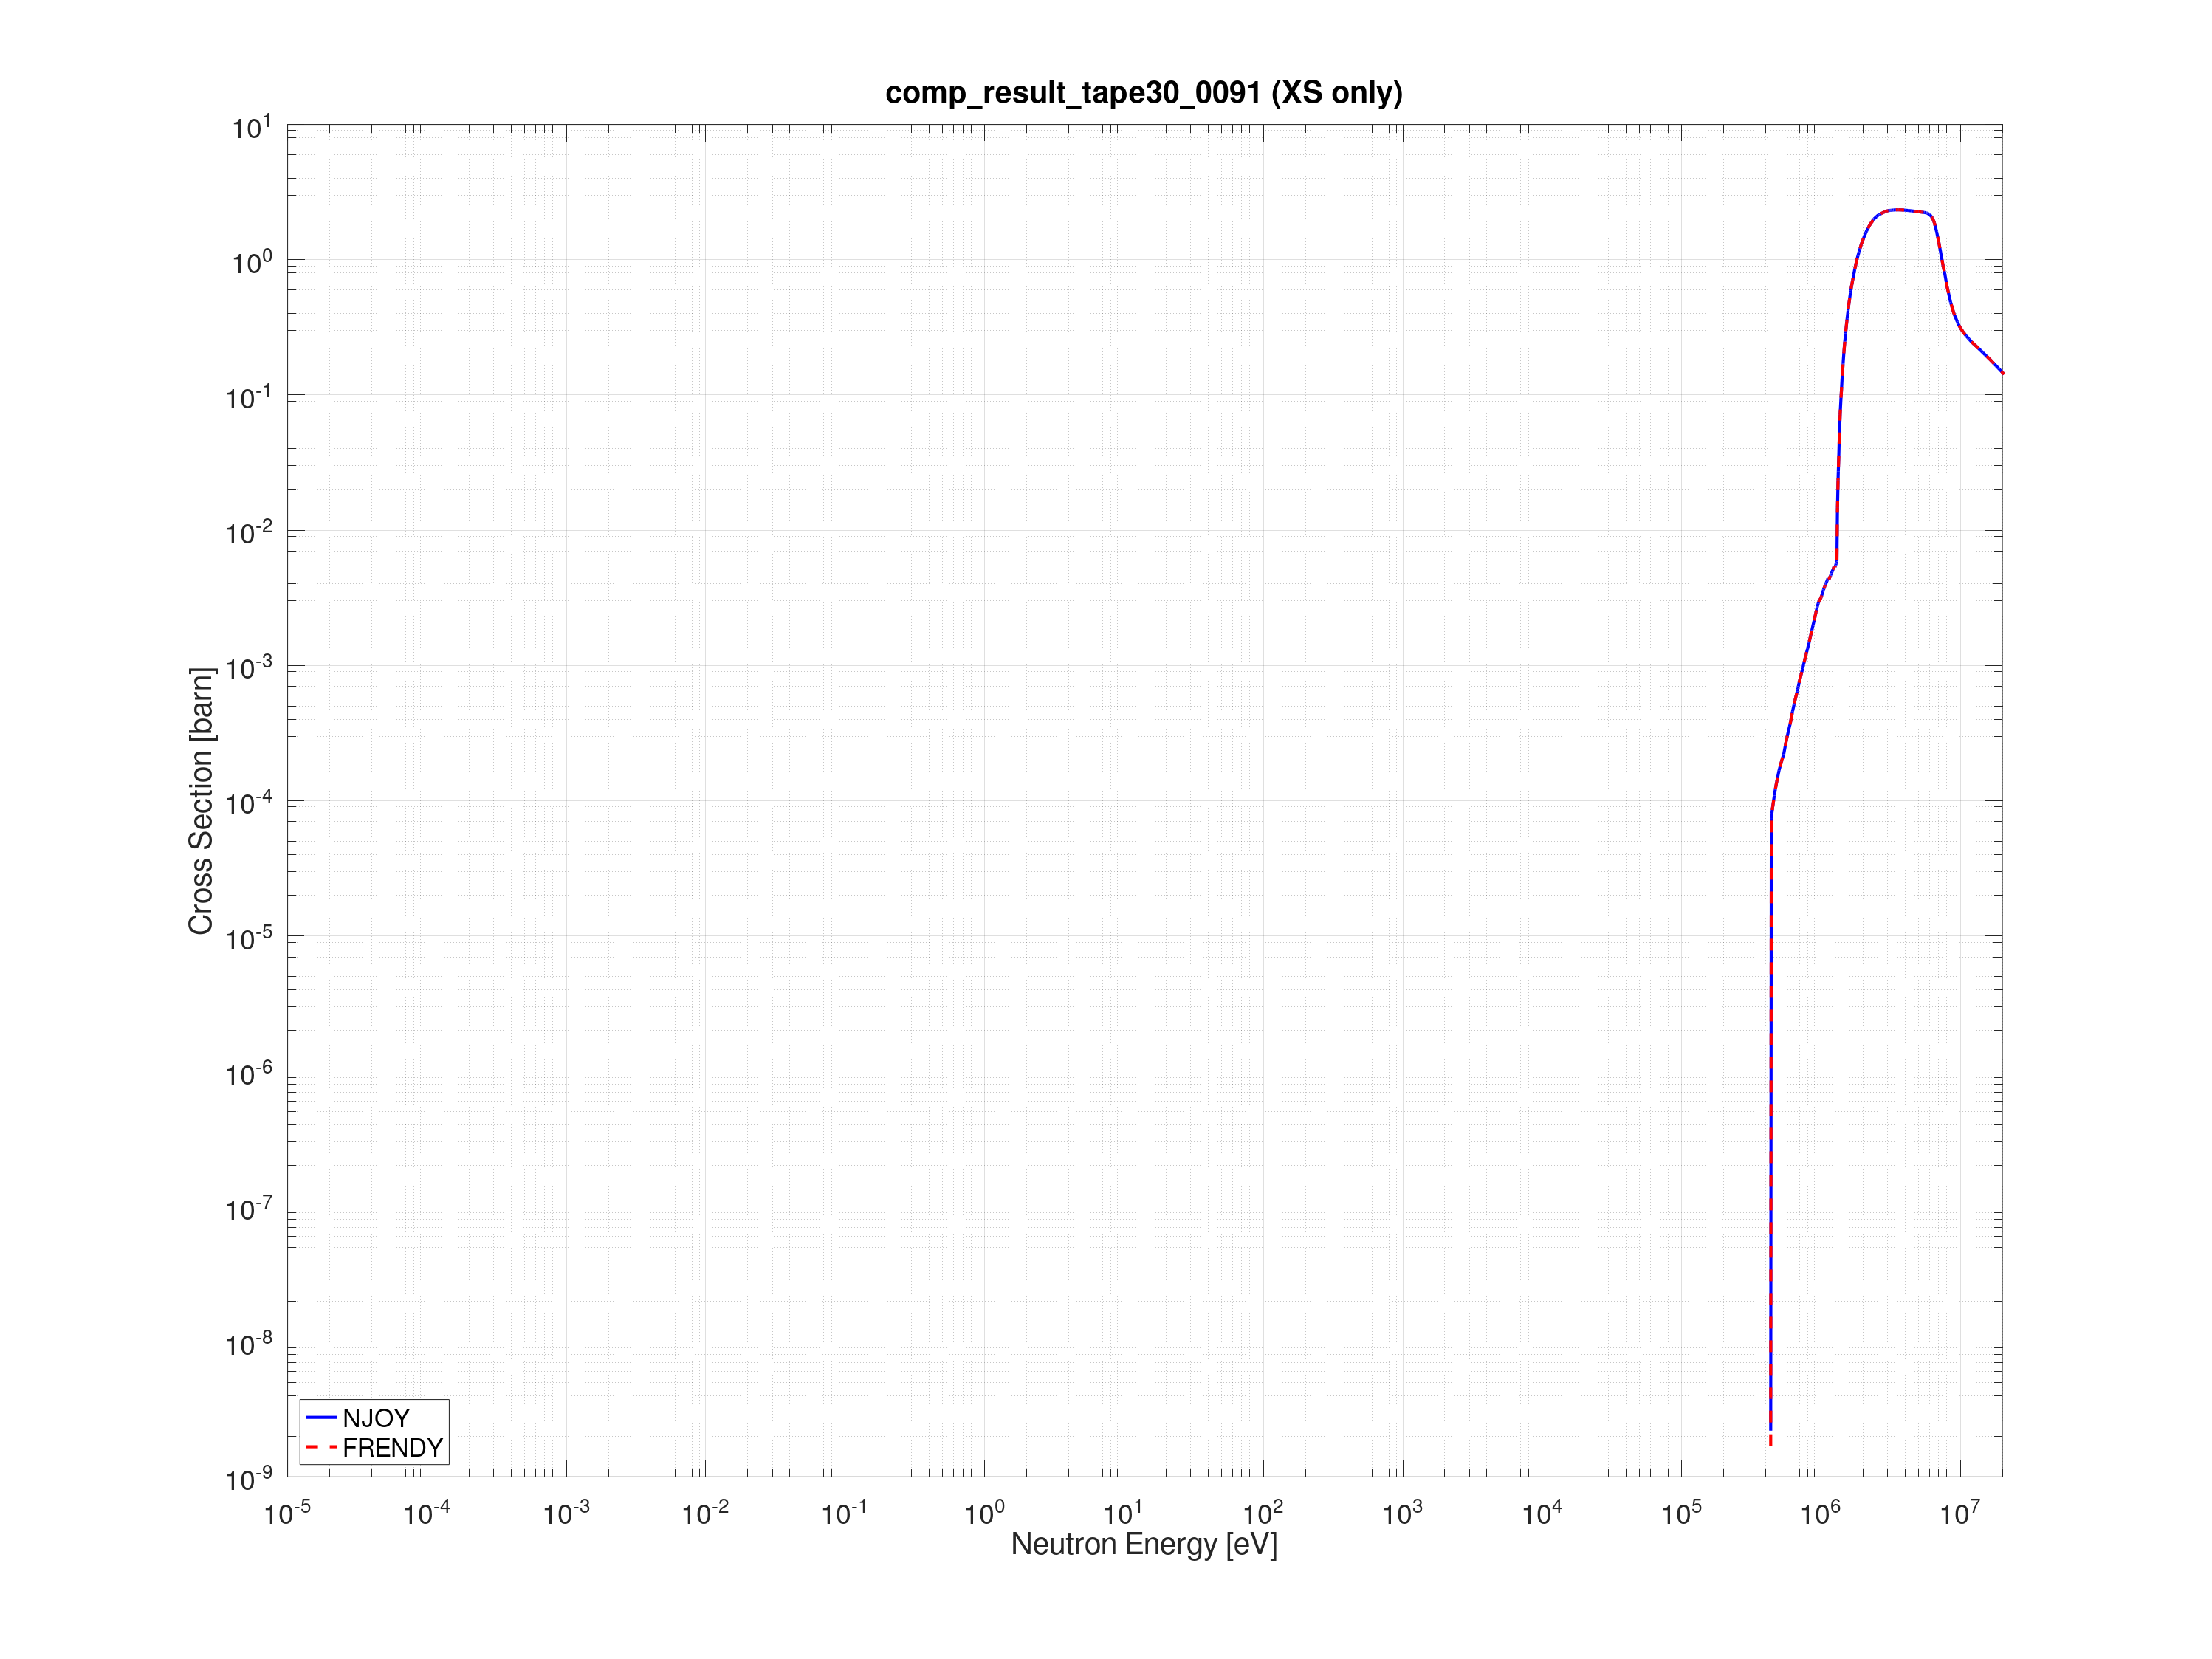 comp_result_tape30_0091 (XS only)
10^1
10^0
10^-1
10^-2
10^-3
10^-4
10^-5
10^-6
10^-7
10^-8
10^-9
Cross Section [barn]
NJOY
FRENDY
10^-5 10^-4 10^-3 10^-2 10^-1 10^0 10^1 10^2 10^3 10^4 10^5 10^6 10^7
Neutron Energy [eV]